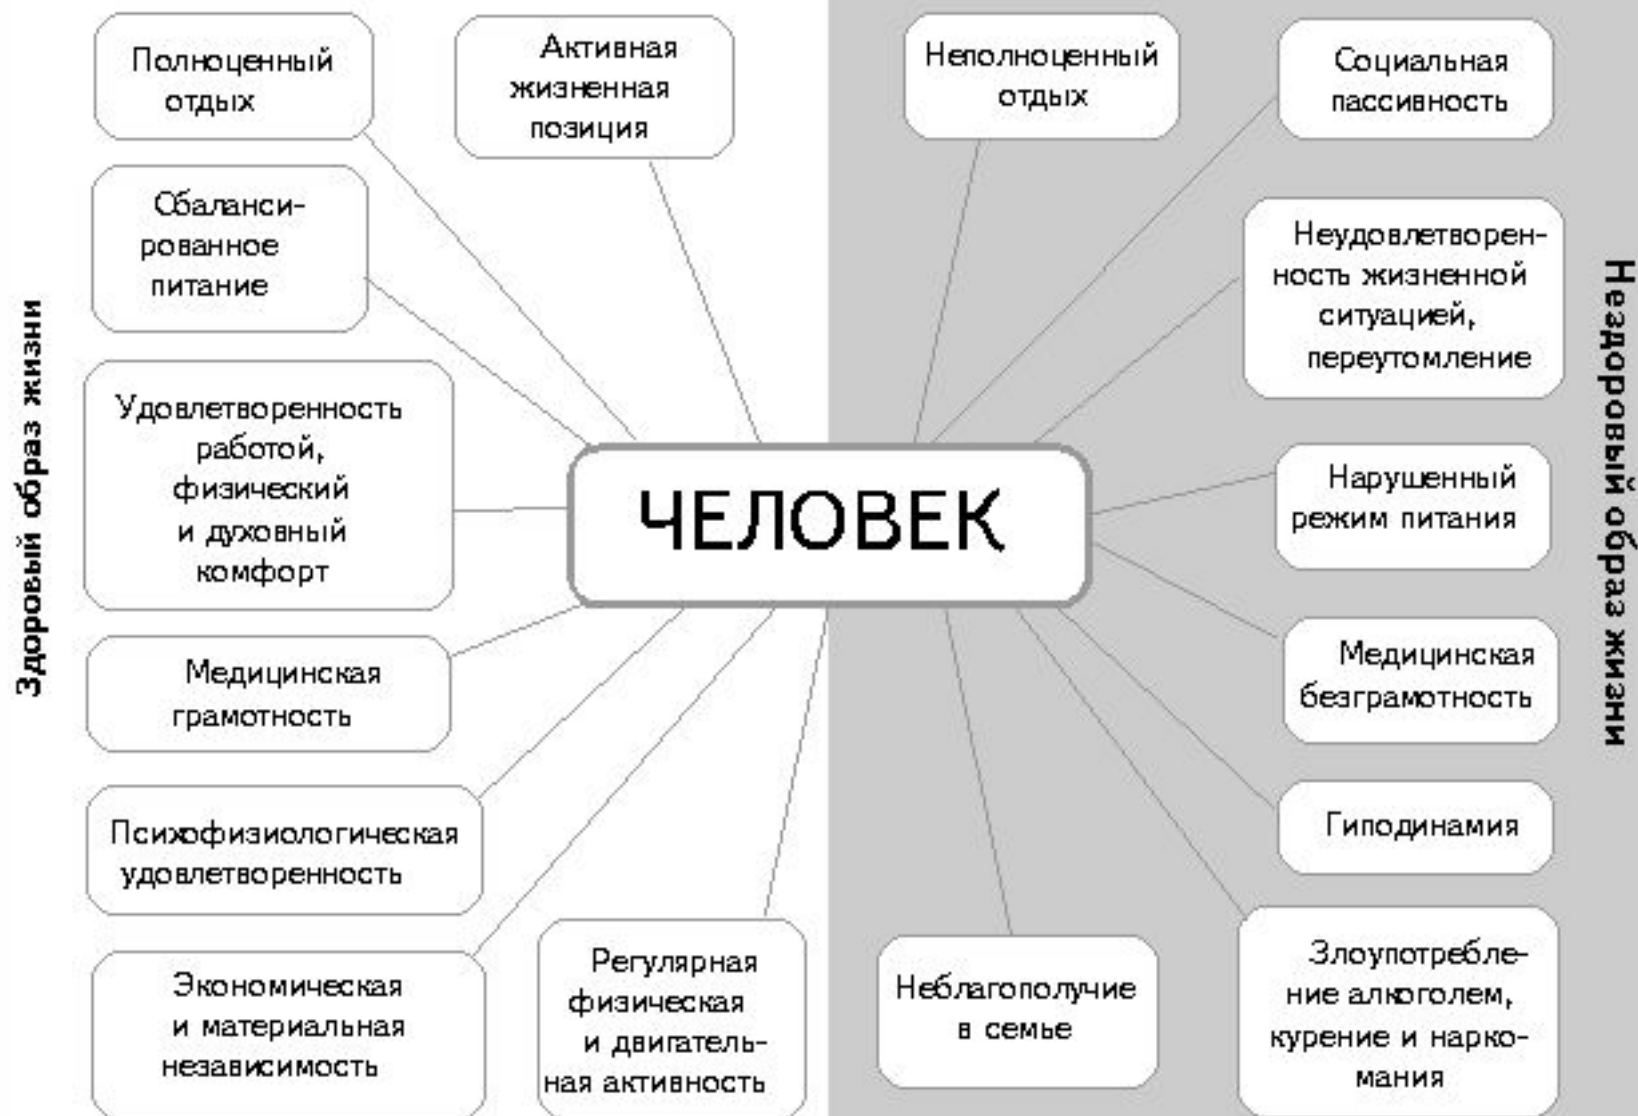 Здоровый образ жизни
Полноценный
отдых
Активная
жизненная
позиция
Сбаланси-
рованное
питание
Удовлетворенность
работой,
физический
и духовный
комфорт
Медицинская
грамотность
Психофизиологическая
удовлетворенность
Экономическая
и материальная
независимость
Регулярная
физическая
и двигатель-
ная активность
ЧЕЛОВЕК
Неполноценный
отдых
Социальная
пассивность
Неудовлетворен-
ность жизненной
ситуацией,
переутомление
Нарушенный
режим питания
Медицинская
безграмотность
Гиподинамия
Злоупотребле-
ние алкоголем,
курение и нарко-
мания
Неблагополучие
в семье
Нездоровый образ жизни